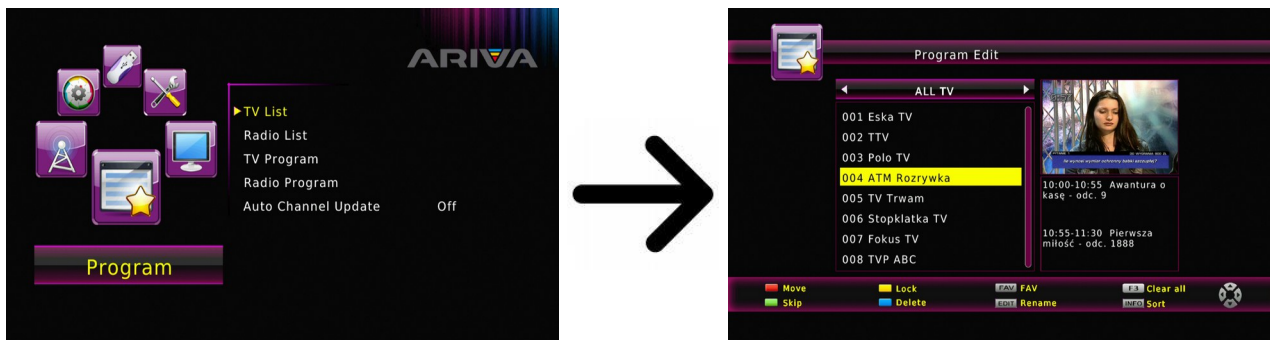 ARIVA
TV List
Radio List
TV Program
Radio Program
Auto Channel Update Off
Program
Program Edit
ALL TV
001 Eska TV
002 TTV
003 Polo TV
004 ATM Rozrywka
005 TV Trwam
006 Stopklatka TV
007 Fokus TV
008 TVP ABC
10:00-10:55 Awantura o
kasę - odc. 9
10:55-11:30 Pierwsza
miłość - odc. 1888
Move
Lock
FAV FAV
F3 Clear all
Skip
Delete
EDIT Rename
INFO Sort